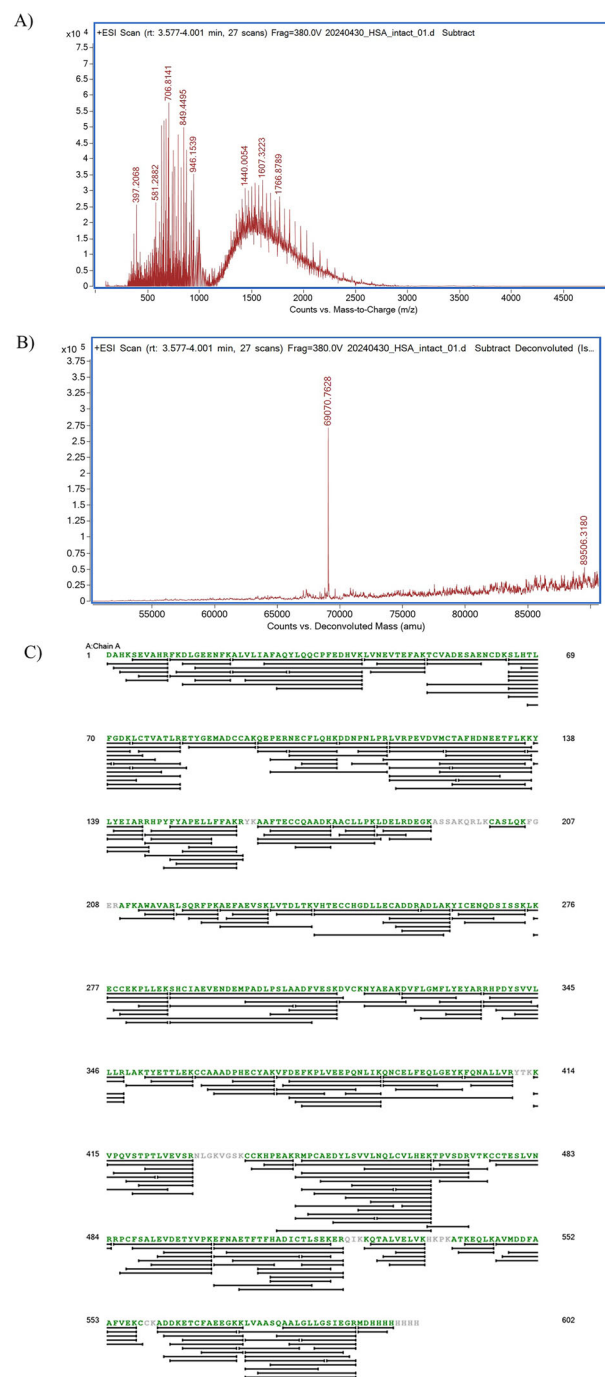 A)
+ESI Scan (rt: 3.577-4.001 min, 27 scans) Frag=380.0V 20240430_HSA_intact_01.d Subtract
x10 4
7.5
7
6.5
6
5.5
5
4.5
4
3.5
3
2.5
2
1.5
1
0.5
0
397.2068
581.2882
706.8141
849.4495
946.1539
1440.0054
1607.3223
1766.8789
500 1000 1500 2000 2500 3000 3500 4000 4500
Counts vs. Mass-to-Charge (m/z)
B)
+ESI Scan (rt: 3.577-4.001 min, 27 scans) Frag=380.0V 20240430_HSA_intact_01.d Subtract Deconvoluted (Is...
x10 5
3.75
3.5
3.25
3
2.75
2.5
2.25
2
1.75
1.5
1.25
1
0.75
0.5
0.25
0
69070.7628
89506.3180
55000 60000 65000 70000 75000 80000 85000
Counts vs. Deconvoluted Mass (amu)
C)
A:Chain A
1 DAHKSEVAHRFKDLGEENFKALVLIAFAQYLQQCPFEDHVKLVNEVTEFAKTCVADESAENCDKSLHTL 69
70 FGDKLCTVATLRETYGEMADCCAKQEPERNECFLQHKDDNPNLPRLVRPEVDVMCTAFHDNEETFLKKY 138
139 LYEIARRHPYFYAPELLFFAKRYKAAFTECCQAADKAACLLPKLDELRDEGKASSAKQRLKCASLQKFG 207
208 ERAFKAWAVARLSQRFPKAEFAEVSKLVTDLTKVHTECCHGDLLECADDRADLAKYICENQDSISSKLK 276
277 ECCEKPLLEKSHCIAEVENDEMPADLPSLAADFVESKDVCKNYAEAKDVFLGMFLYEYARRHPDYSVVL 345
346 LLRLAKTYETTLEKCCAAADPHECYAKVFDEFKPLVEEPQNLIKQNCELFEQLGEYKFQNALLVRYTKK 414
415 VPQVSTPTLVEVSRNLGKVGSKCCKHPEAKRMPCAEDYLSVVLNQLCVLHEKTPVSDRVTKCCTESLVN 483
484 RRPCFSALEVDETYVPKEFNAETFTFHADICTLSEKERQIKKQTALVELVKHKPKATKEQLKAVMDDFA 552
553 AFVEKCCKADDKETCFAEEGKKLVAASQAALGLLGSIEGRMDHHHHHHHH 602